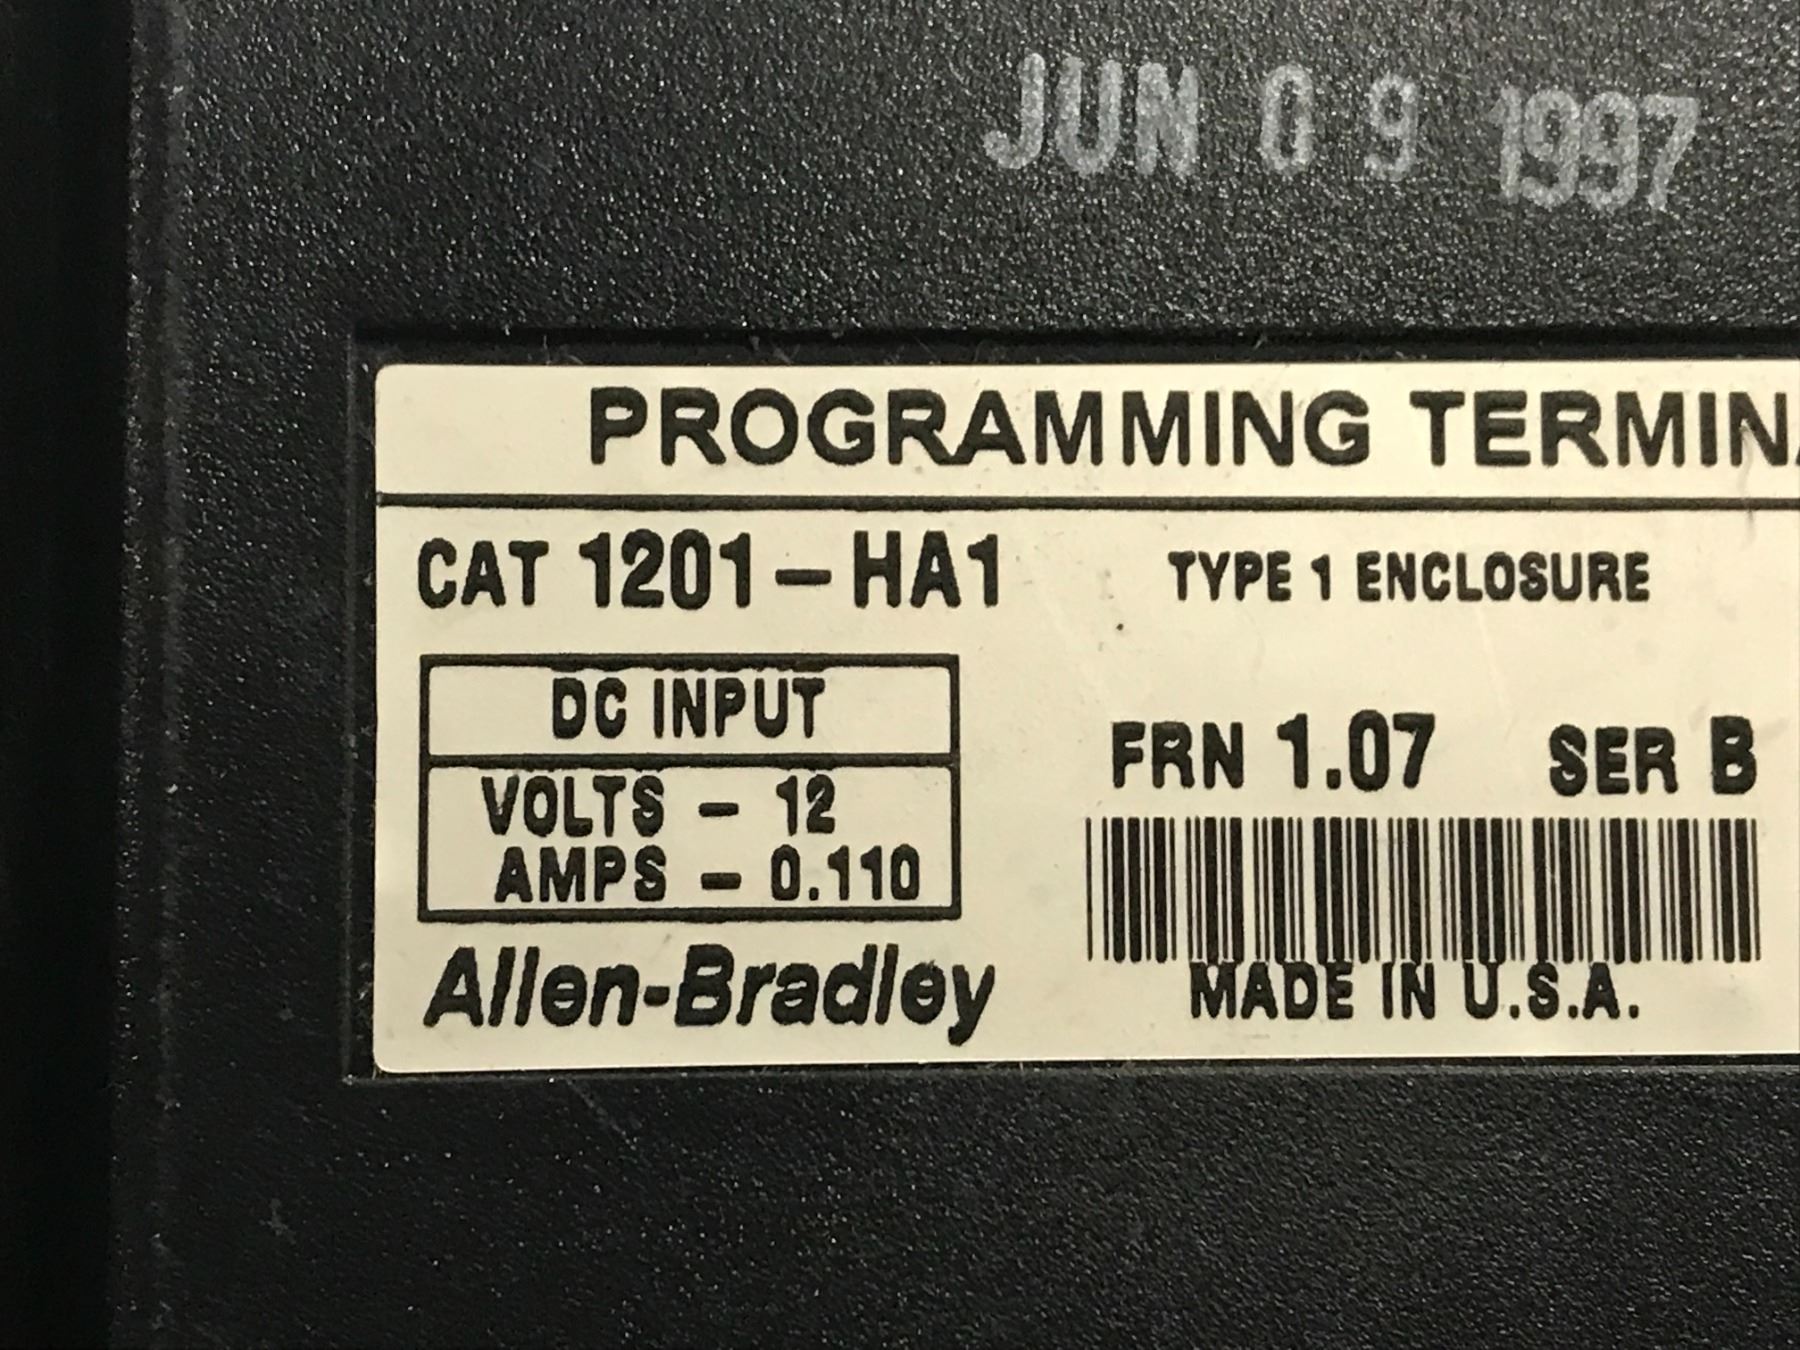 JUN 09 1997
PROGRAMMING TERMINA
CAT 1201-HA1 TYPE 1 ENCLOSURE
DC INPUT
VOLTS - 12
AMPS - 0.110
FRN 1.07 SER B
Allen-Bradley
MADE IN U.S.A.